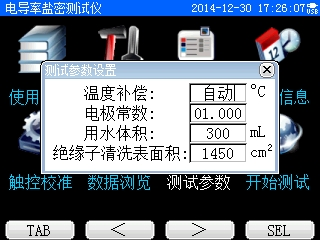 电导率盐密测试仪 2014-12-30 17:26:07 USB
测试参数设置
温度补偿: 自动 °C
电极常数: 01.000
用水体积: 300 mL
绝缘子清洗表面积: 1450 cm²
使用 信息
触控校准 数据浏览 测试参数 开始测试
TAB < > SEL